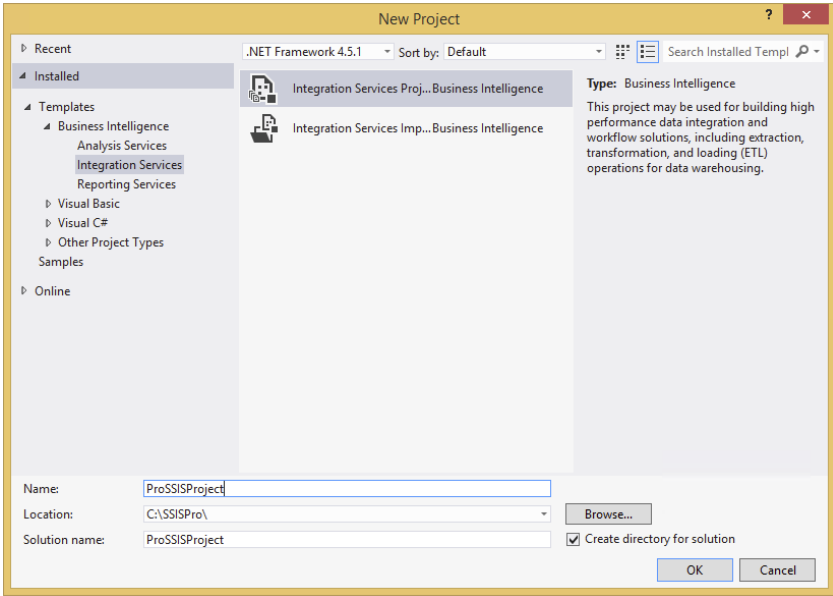 New Project
?
Recent
.NET Framework 4.5.1
Sort by:
Default
Search Installed Templ
Installed
Templates
Business Intelligence
Analysis Services
Integration Services
Reporting Services
Visual Basic
Visual C#
Other Project Types
Samples
Online
Integration Services Proj... Business Intelligence
Integration Services Imp... Business Intelligence
Type: Business Intelligence
This project may be used for building high
performance data integration and
workflow solutions, including extraction,
transformation, and loading (ETL)
operations for data warehousing.
Name:
ProSSISProject
Location:
C:\SSISPro\
Browse...
Solution name:
ProSSISProject
Create directory for solution
OK
Cancel